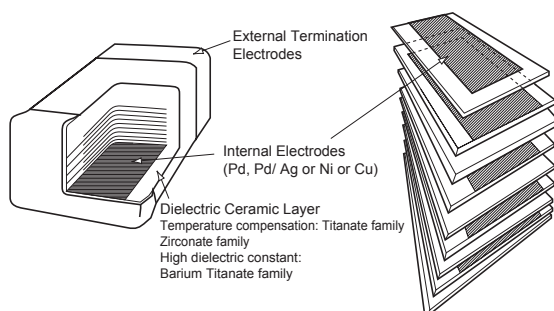 External Termination
Electrodes
Internal Electrodes
(Pd, Pd/ Ag or Ni or Cu)
Dielectric Ceramic Layer
Temperature compensation: Titanate family
Zirconate family
High dielectric constant:
Barium Titanate family